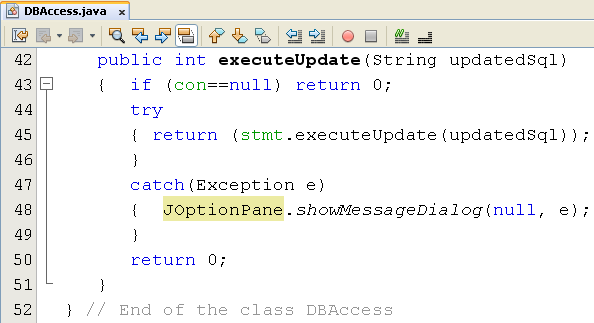 DBAccess.java x
42 public int executeUpdate(String updatedSql)
43 { if (con==null) return 0;
44 try
45 { return (stmt.executeUpdate(updatedSql));
46 }
47 catch(Exception e)
48 { JOptionPane.showMessageDialog(null, e);
49 }
50 return 0;
51 }
52 } // End of the class DBAccess